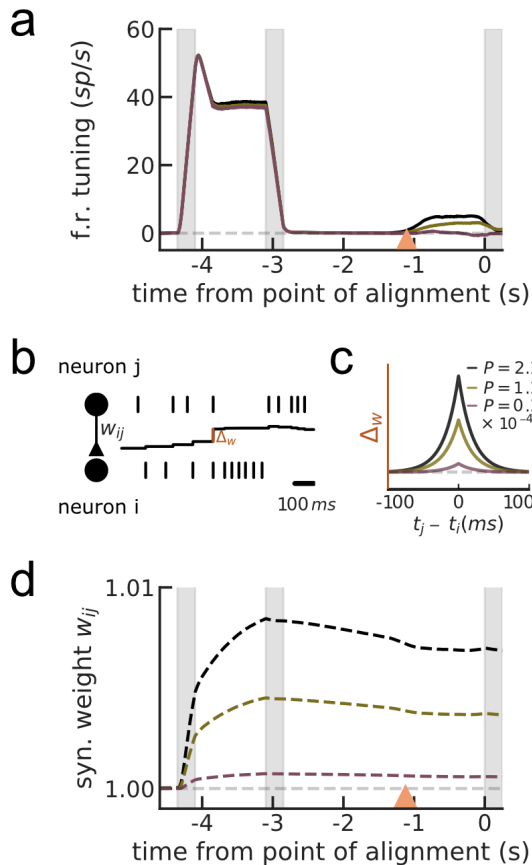 a
60
40
20
0
f.r. tuning (sp/s)
-4 -3 -2 -1 0
time from point of alignment (s)
b
neuron j
w_ij
Δ_w
neuron i
100 ms
c
P = 2.
P = 1.
P = 0.
× 10^-4
Δ_w
-100 0 100
t_j − t_i(ms)
d
1.01
1.00
syn. weight w_ij
-4 -3 -2 -1 0
time from point of alignment (s)